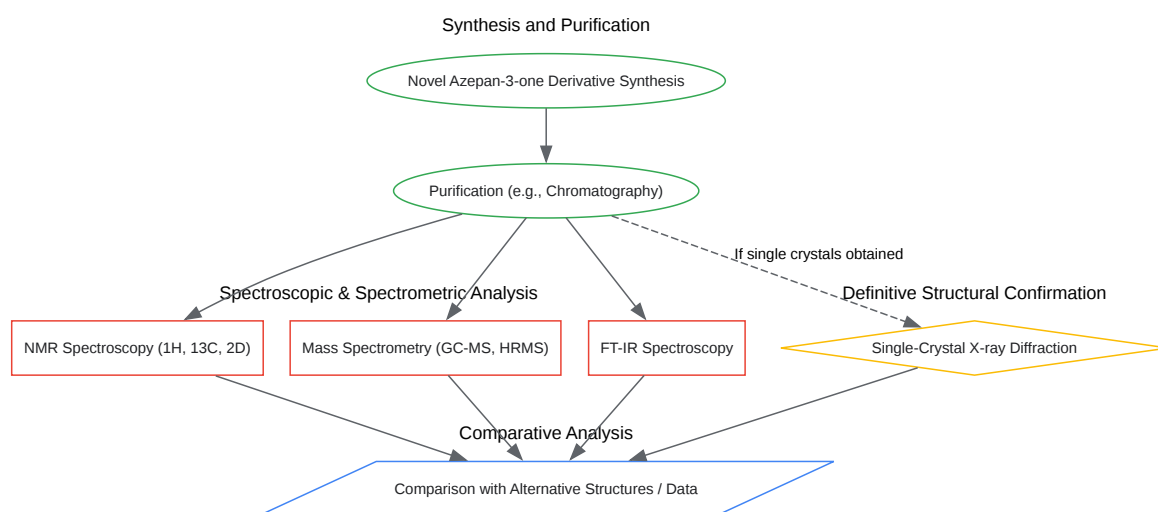 Synthesis and Purification
Novel Azepan-3-one Derivative Synthesis
Purification (e.g., Chromatography)
If single crystals obtained
Spectroscopic & Spectrometric Analysis
Definitive Structural Confirmation
NMR Spectroscopy (1H, 13C, 2D)
Mass Spectrometry (GC-MS, HRMS)
FT-IR Spectroscopy
Single-Crystal X-ray Diffraction
Comparative Analysis
Comparison with Alternative Structures / Data